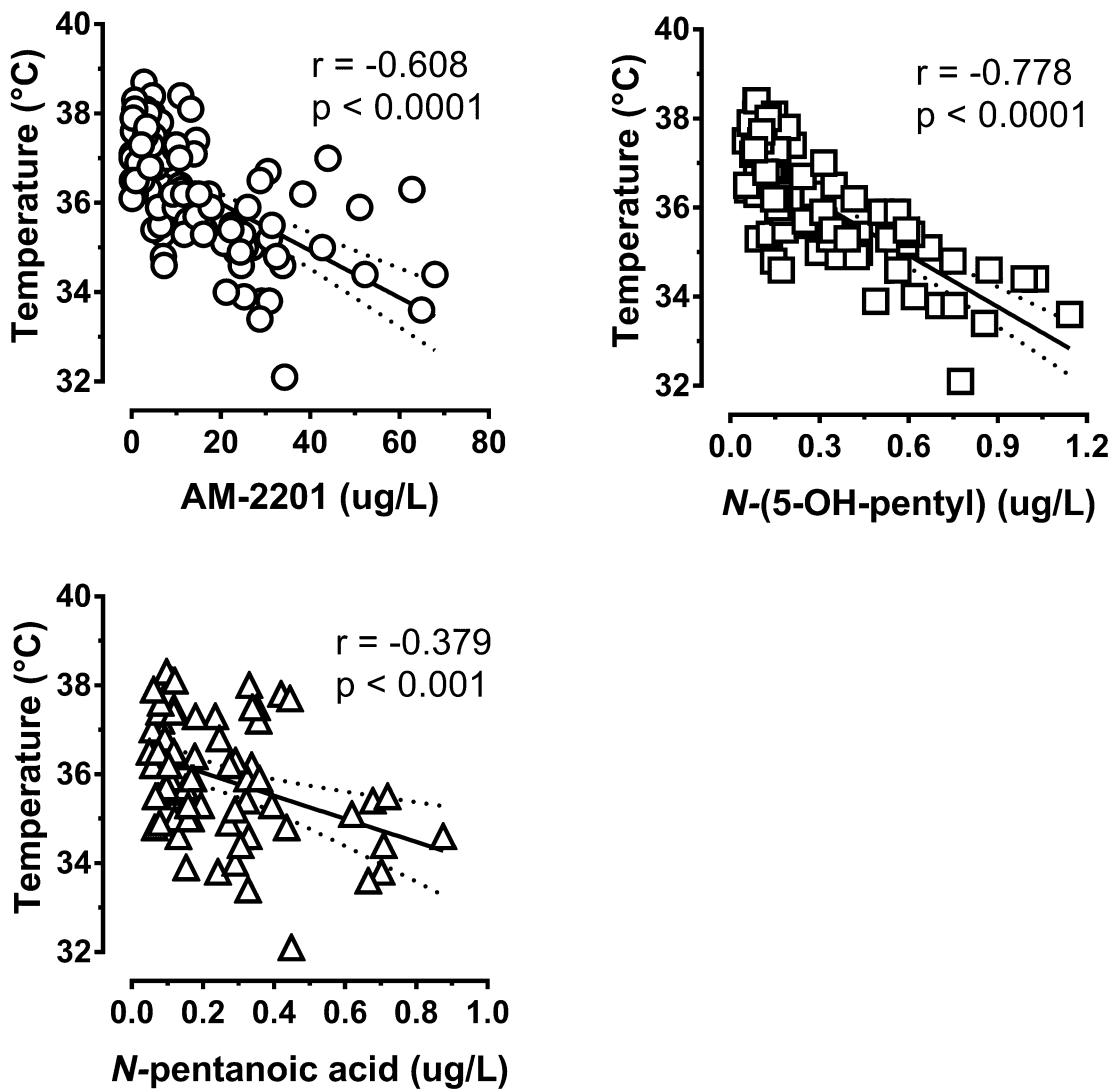 40
38
36
34
32
Temperature (°C)
r = -0.608
p < 0.0001
0 20 40 60 80
AM-2201 (ug/L)
40
38
36
34
32
Temperature (°C)
r = -0.778
p < 0.0001
0.0 0.3 0.6 0.9 1.2
N-(5-OH-pentyl) (ug/L)
40
38
36
34
32
Temperature (°C)
r = -0.379
p < 0.001
0.0 0.2 0.4 0.6 0.8 1.0
N-pentanoic acid (ug/L)